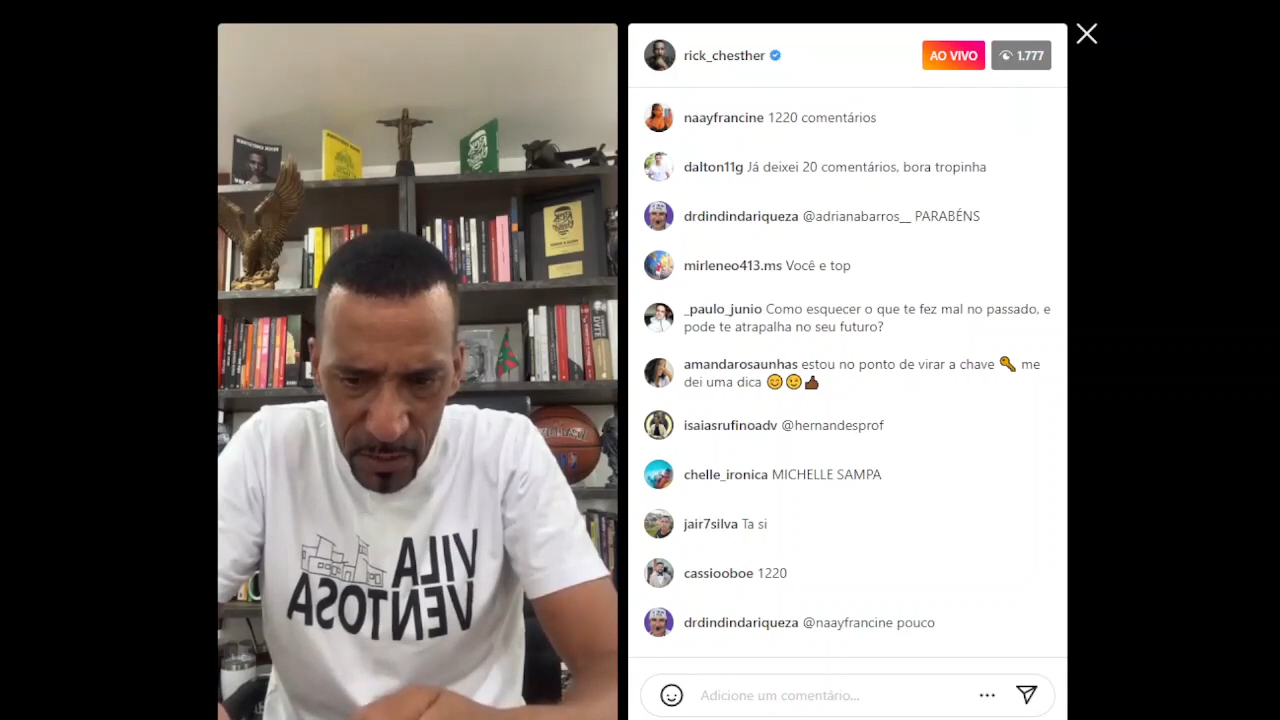 rick_chesther
AO VIVO
1.777
naayfrancine 1220 comentários
dalton11g Já deixei 20 comentários, bora tropinha
drdindindariqueza @adrianabarros__ PARABÉNS
mirleneo413.ms Você e top
_paulo_junio Como esquecer o que te fez mal no passado, e
pode te atrapalha no seu futuro?
amandarosaunhas estou no ponto de virar a chave 🔑 me
dei uma dica 😊😉👍🏾
isaiasrufinoadv @hernandesprof
chelle_ironica MICHELLE SAMPA
jair7silva Ta si
cassiooboe 1220
drdindindariqueza @naayfrancine pouco
Adicione um comentário...
VILA
VENTOSA